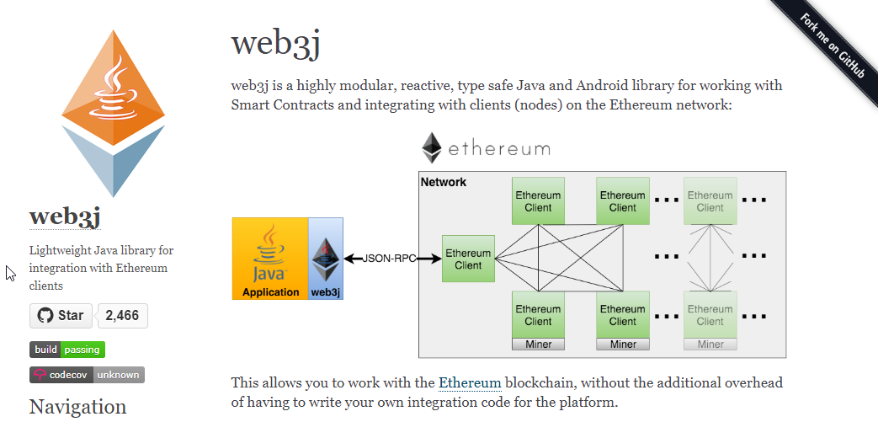 web3j
Lightweight Java library for
integration with Ethereum
clients
Star 2,466
build passing
codecov unknown
Navigation
web3j
web3j is a highly modular, reactive, type safe Java and Android library for working with
Smart Contracts and integrating with clients (nodes) on the Ethereum network:
ethereum
Network
Ethereum
Client
Ethereum
Client
Ethereum
Client
Java
Application
web3j
JSON-RPC
Ethereum
Client
Ethereum
Client
Miner
Ethereum
Client
Miner
Ethereum
Client
Miner
This allows you to work with the Ethereum blockchain, without the additional overhead
of having to write your own integration code for the platform.
Fork me on GitHub